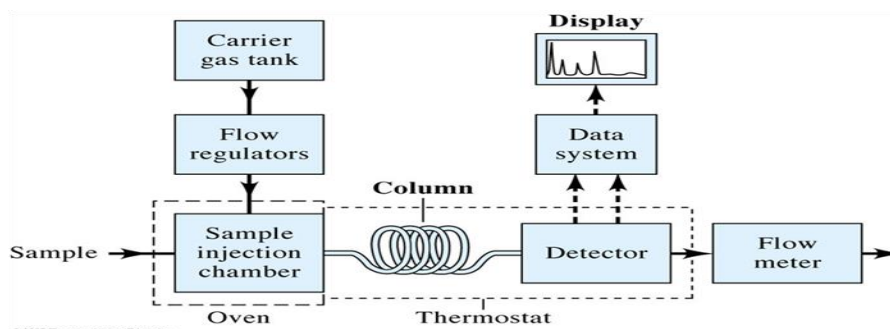 Display
Carrier
gas tank
Flow
regulators
Data
system
Column
Sample
Sample
injection
chamber
Detector
Flow
meter
Oven
Thermostat